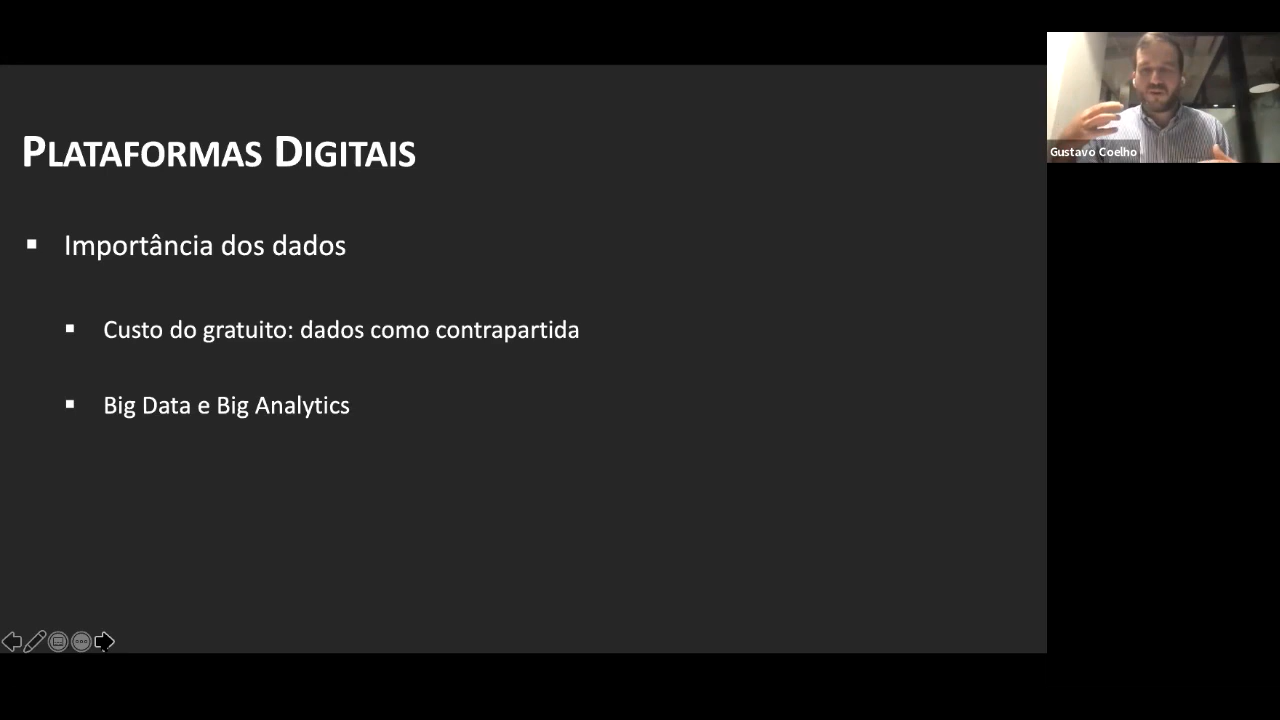 PLATAFORMAS DIGITAIS
Importância dos dados
Custo do gratuito: dados como contrapartida
Big Data e Big Analytics
Gustavo Coelho